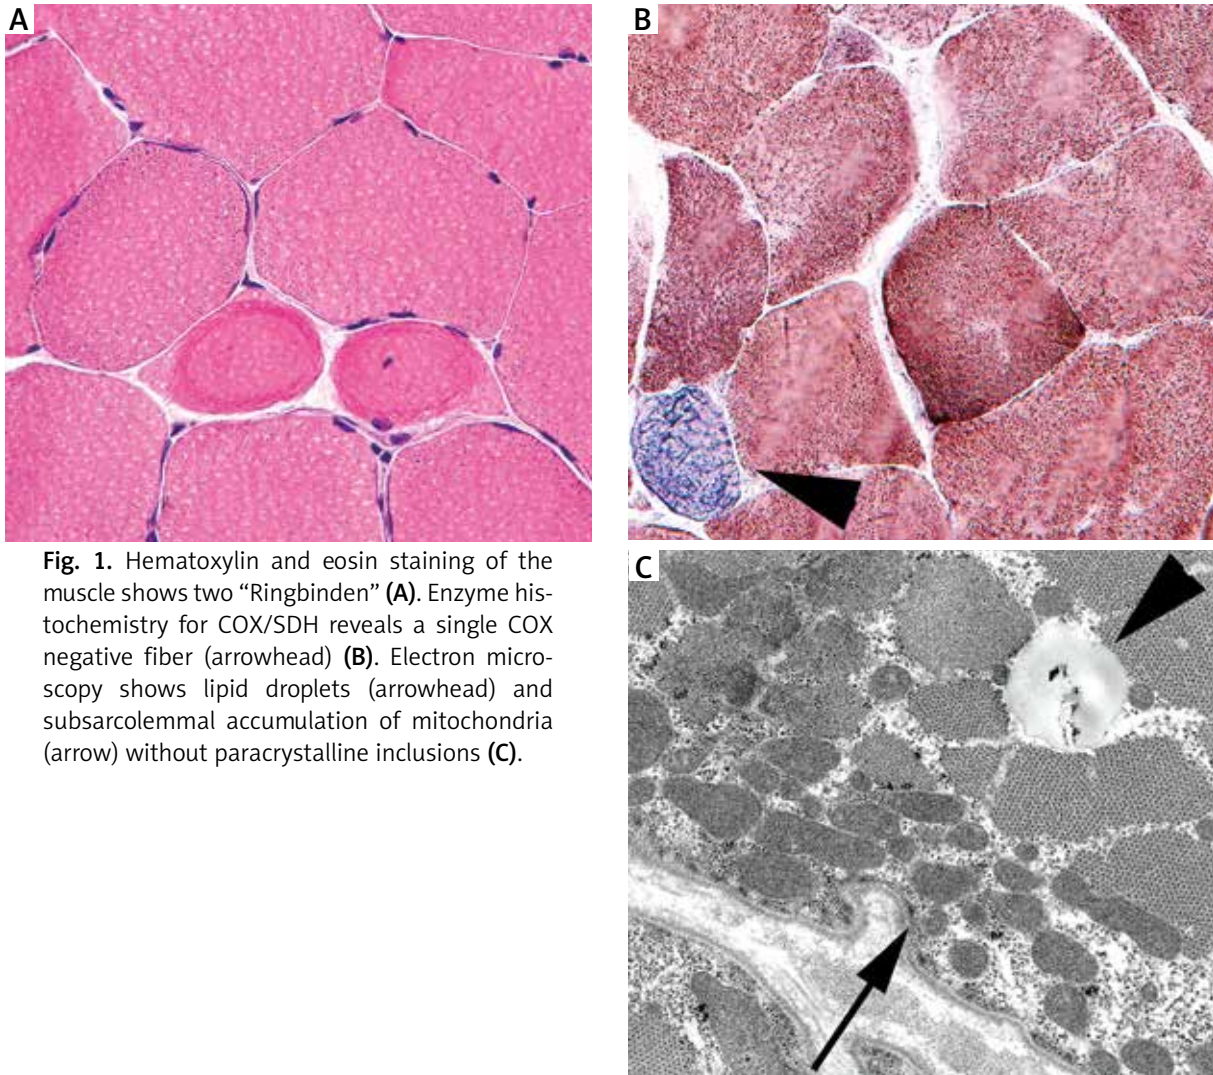 A
B
Fig. 1. Hematoxylin and eosin staining of the
muscle shows two “Ringbinden” (A). Enzyme his-
tochemistry for COX/SDH reveals a single COX
negative fiber (arrowhead) (B). Electron micro-
scopy shows lipid droplets (arrowhead) and
subsarcolemmal accumulation of mitochondria
(arrow) without paracrystalline inclusions (C).
C